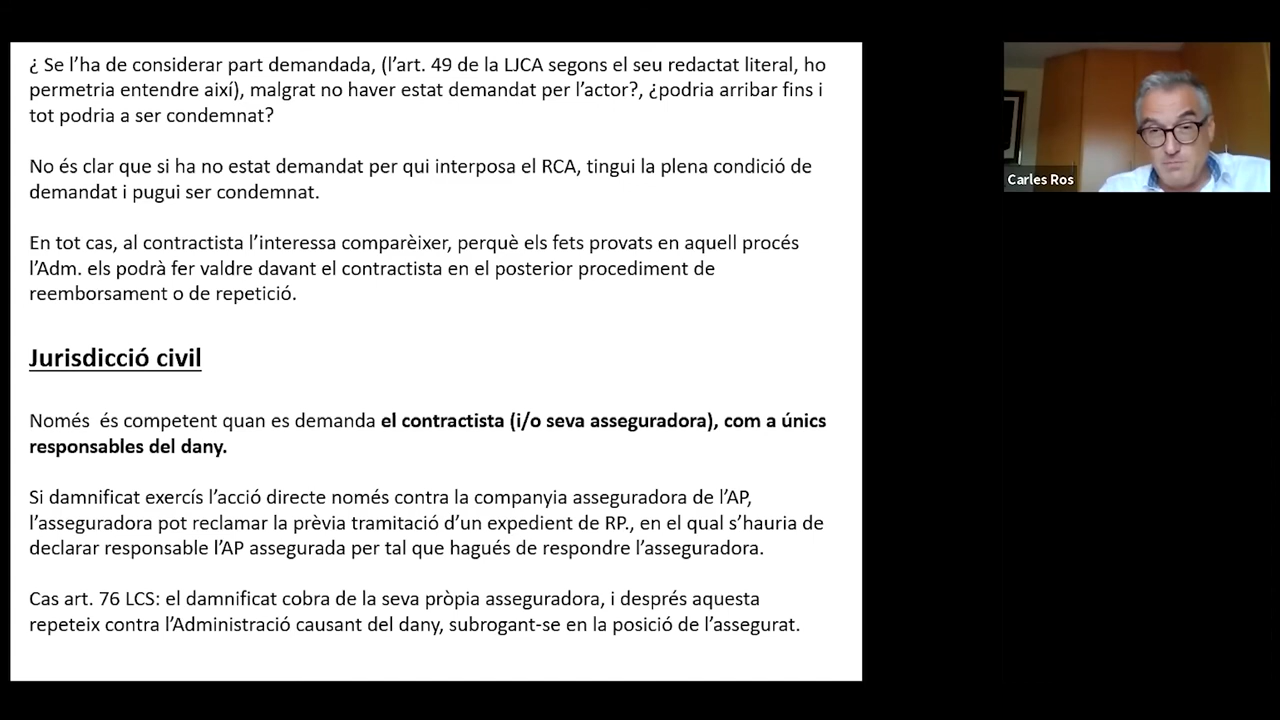 ¿ Se l’ha de considerar part demandada, (l’art. 49 de la LJCA segons el seu redactat literal, ho
permetria entendre així), malgrat no haver estat demandat per l’actor?, ¿podria arribar fins i
tot podria a ser condemnat?
No és clar que si ha no estat demandat per qui interposa el RCA, tingui la plena condició de
demandat i pugui ser condemnat.
En tot cas, al contractista l’interessa comparèixer, perquè els fets provats en aquell procés
l’Adm. els podrà fer valdre davant el contractista en el posterior procediment de
reemborsament o de repetició.
Jurisdicció civil
Només  és competent quan es demanda el contractista (i/o seva asseguradora), com a únics
responsables del dany.
Si damnificat exercís l’acció directe només contra la companyia asseguradora de l’AP,
l’asseguradora pot reclamar la prèvia tramitació d’un expedient de RP., en el qual s’hauria de
declarar responsable l’AP assegurada per tal que hagués de respondre l’asseguradora.
Cas art. 76 LCS: el damnificat cobra de la seva pròpia asseguradora, i després aquesta
repeteix contra l’Administració causant del dany, subrogant-se en la posició de l’assegurat.
Carles Ros